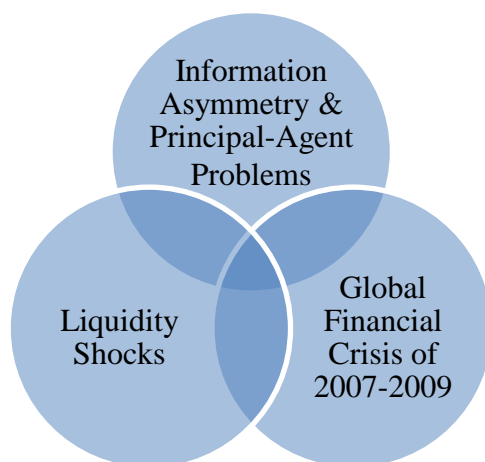 Information
Asymmetry &
Principal-Agent
Problems
Liquidity
Shocks
Global
Financial
Crisis of
2007-2009